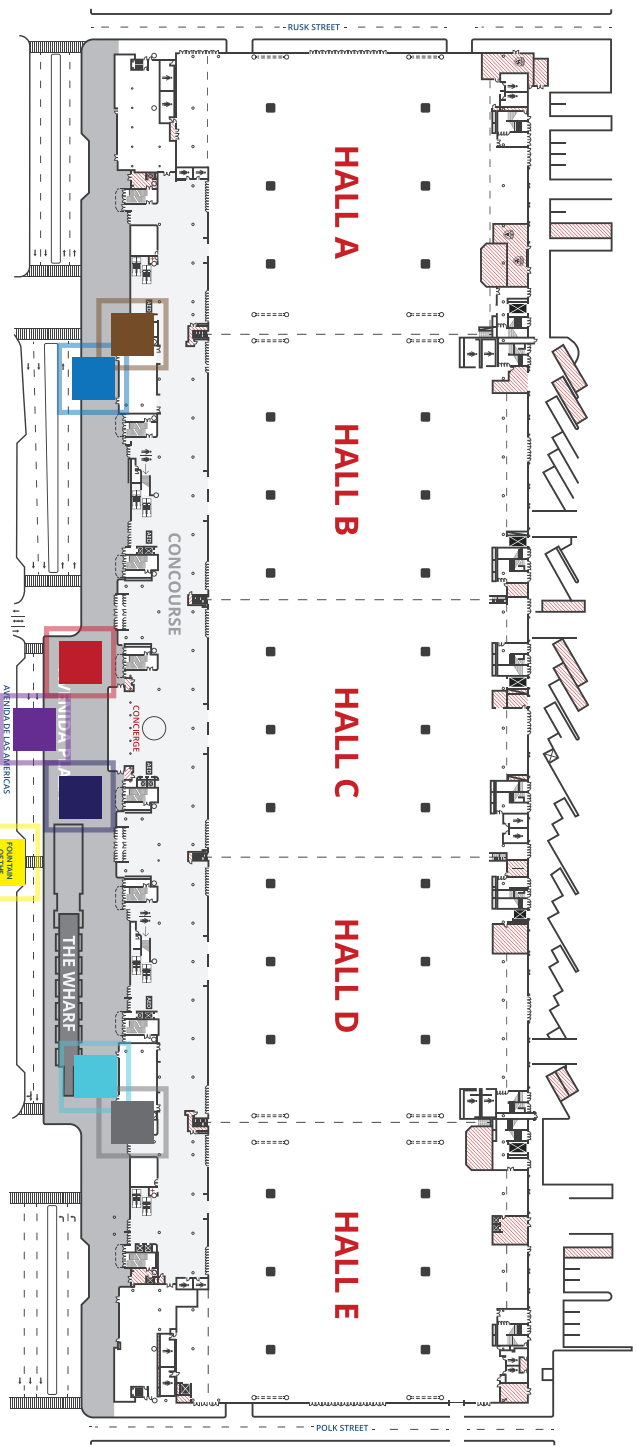 RUSK STREET
HALL A
HALL B
CONCOURSE
HALL C
CONCIERGE
AVENIDA DE LAS AMERICAS
FOUNTAIN
HALL D
THE WHARF
HALL E
POLK STREET